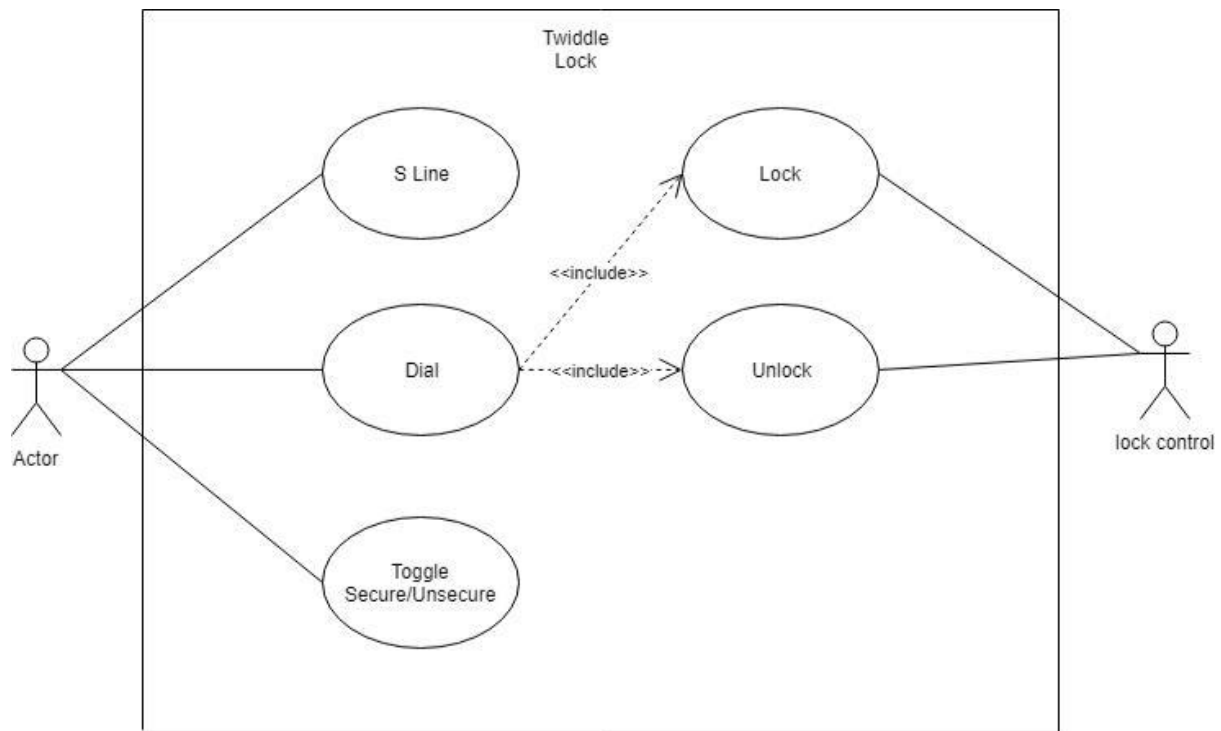 Twiddle
Lock
S Line
Lock
<<include>>
Dial
<<include>>
Unlock
Actor
lock control
Toggle
Secure/Unsecure